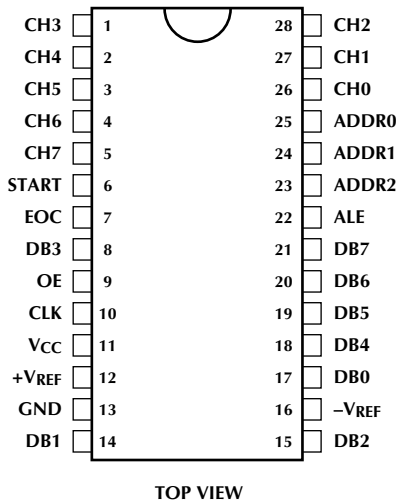 CH3 1 28 CH2
CH4 2 27 CH1
CH5 3 26 CH0
CH6 4 25 ADDR0
CH7 5 24 ADDR1
START 6 23 ADDR2
EOC 7 22 ALE
DB3 8 21 DB7
OE 9 20 DB6
CLK 10 19 DB5
VCC 11 18 DB4
+VREF 12 17 DB0
GND 13 16 –VREF
DB1 14 15 DB2
TOP VIEW